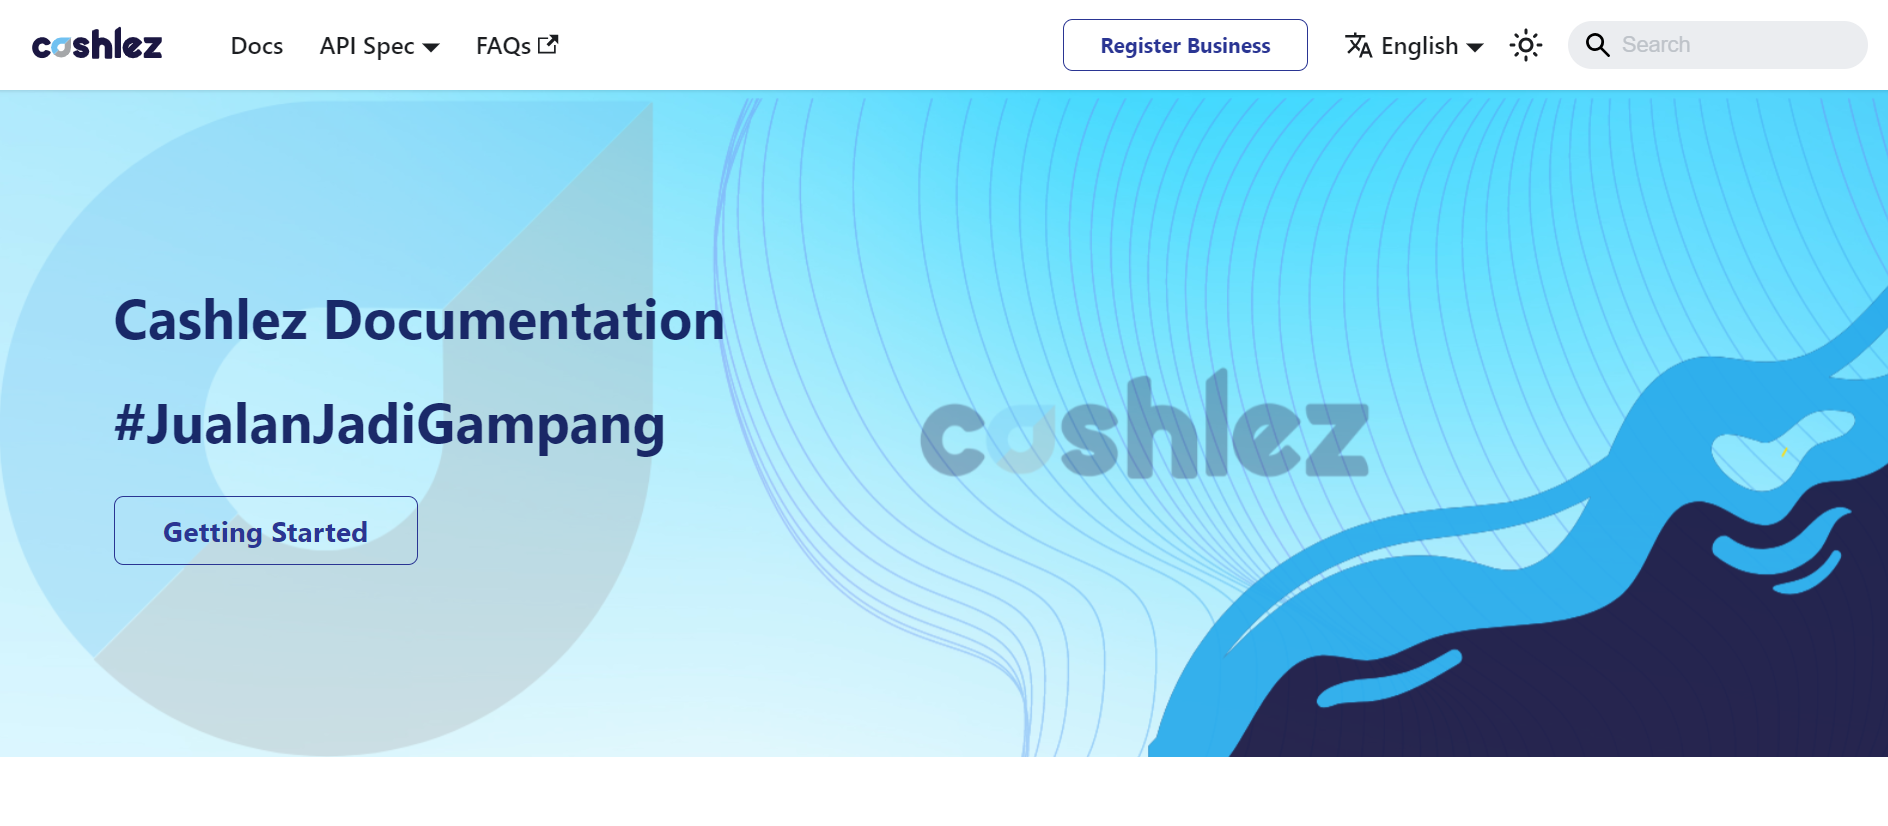 cashlez
Docs
API Spec
FAQs
Register Business
English
Search
Cashlez Documentation
#JualanJadiGampang
cashlez
Getting Started